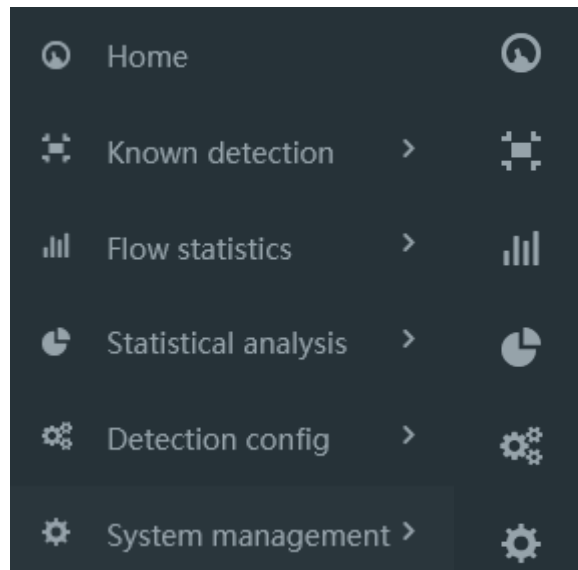 Home
Known detection
Flow statistics
Statistical analysis
Detection config
System management